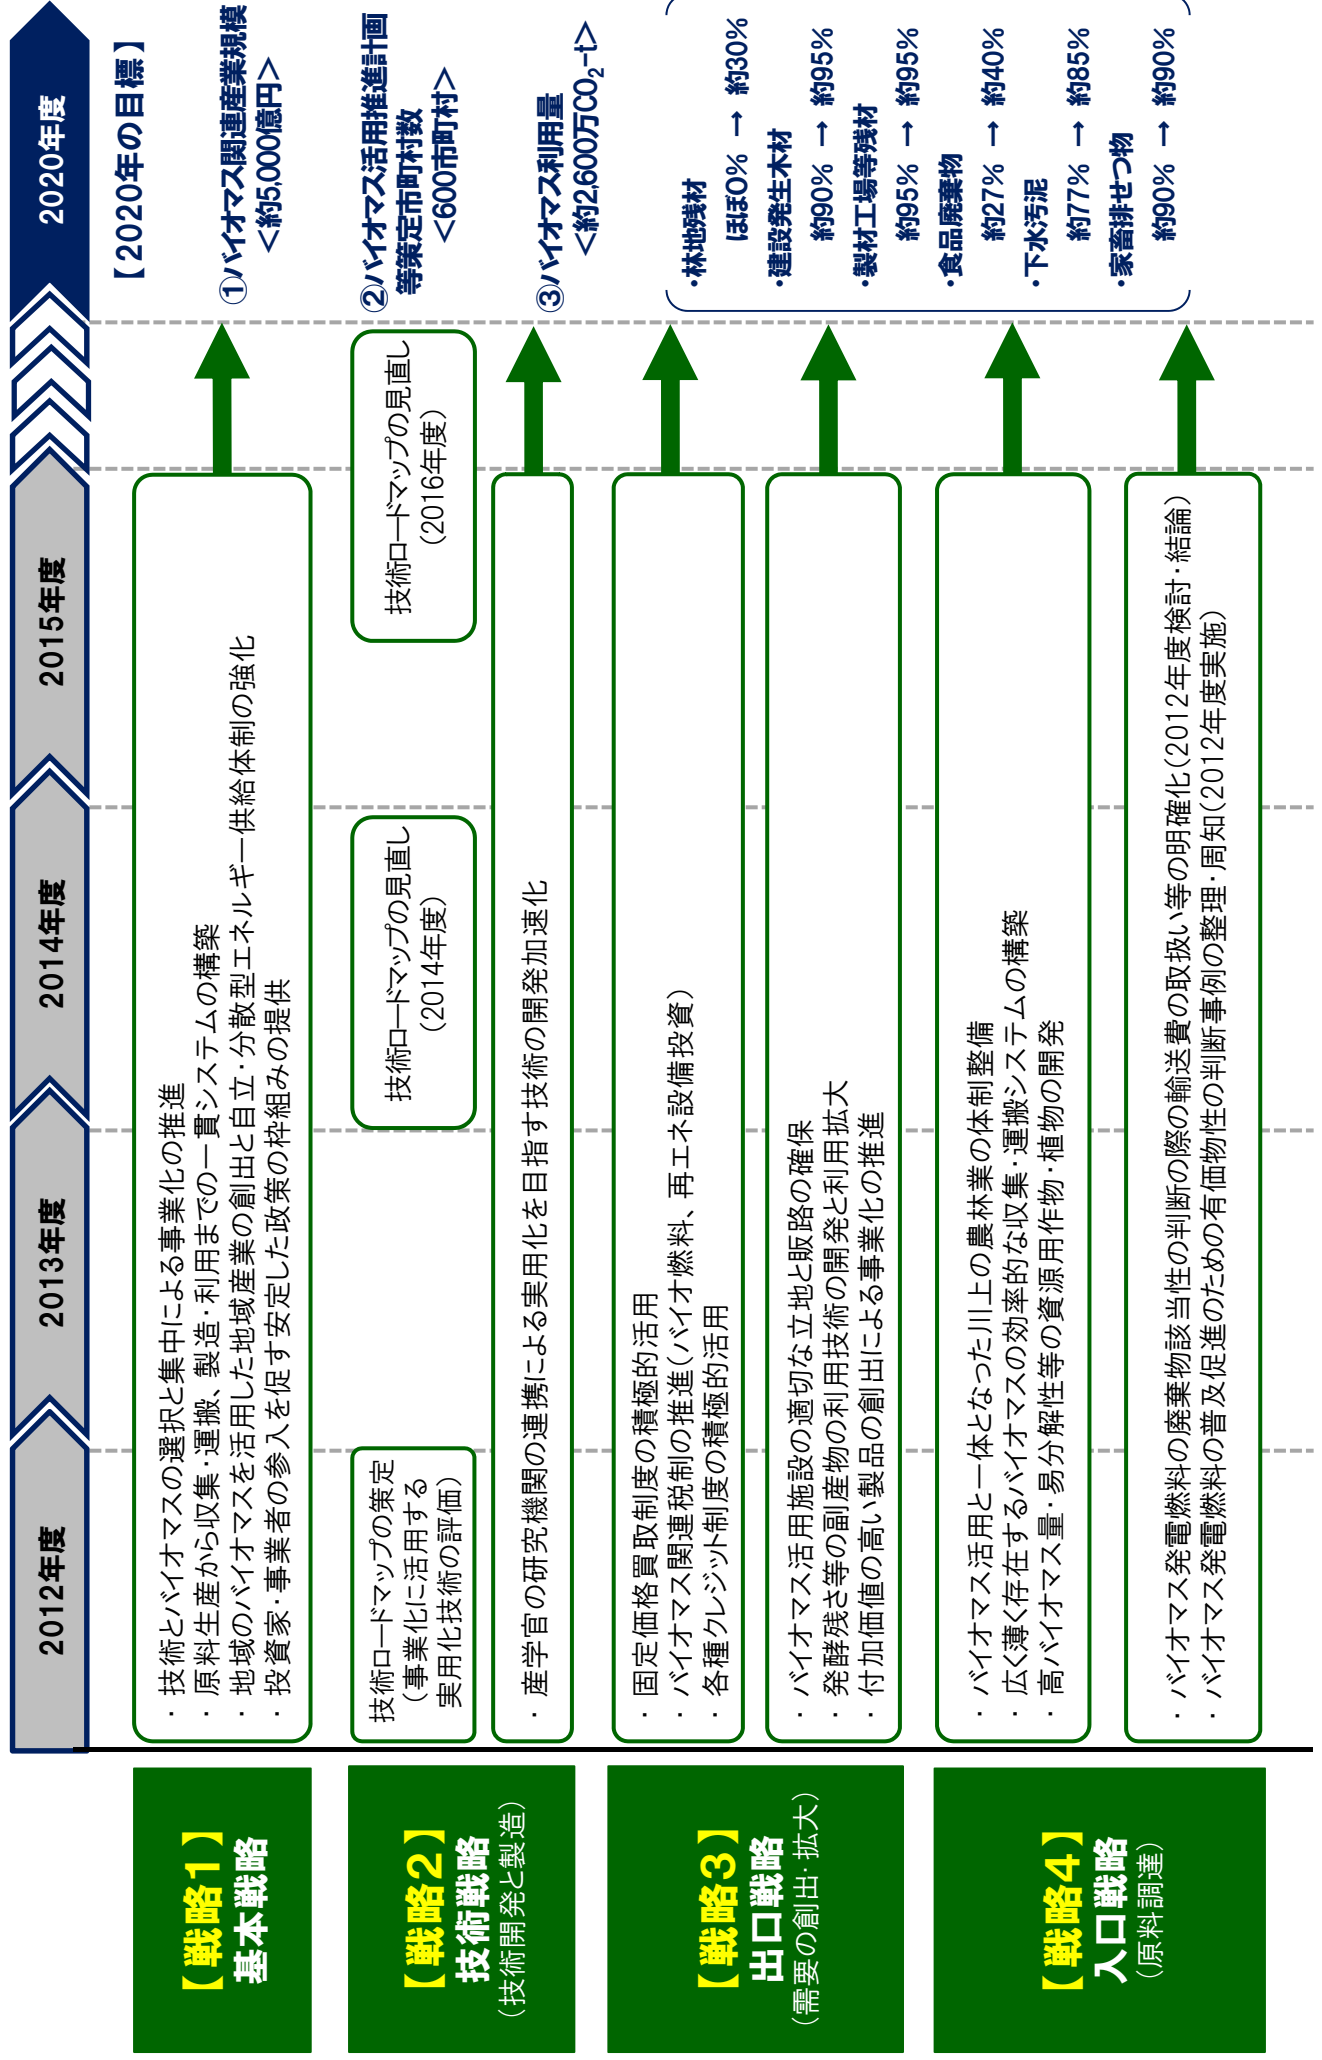 2012年度
2013年度
2014年度
2015年度
2020年度
【戦略1】
基本戦略
・ 技術とバイオマスの選択と集中による事業化の推進
・ 原料生産から収集・運搬、製造・利用までの一貫システムの構築
・ 地域のバイオマスを活用した地域産業の創出と自立・分散型エネルギー供給体制の強化
・ 投資家・事業者の参入を促す安定した政策の枠組みの提供
【戦略2】
技術戦略
(技術開発と製造)
技術ロードマップの策定
(事業化に活用する
実用化技術の評価)
技術ロードマップの見直し
(2014年度)
技術ロードマップの見直し
(2016年度)
・ 産学官の研究機関の連携による実用化を目指す技術の開発加速化
【戦略3】
出口戦略
(需要の創出・拡大)
・ 固定価格買取制度の積極的活用
・ バイオマス関連税制の推進(バイオ燃料、再エネ設備投資)
・ 各種クレジット制度の積極的活用
・ バイオマス活用施設の適切な立地と販路の確保
・ 発酵残さ等の副産物の利用技術の開発と利用拡大
・ 付加価値の高い製品の創出による事業化の推進
【戦略4】
入口戦略
(原料調達)
・ バイオマス活用と一体となった川上の農林業の体制整備
・ 広く薄く存在するバイオマスの効率的な収集・運搬システムの構築
・ 高バイオマス量・易分解性等の資源用作物・植物の開発
・ バイオマス発電燃料の廃棄物該当性の判断の際の輸送費の取扱い等の明確化(2012年度検討・結論)
・ バイオマス発電燃料の普及促進のための有価物性の判断事例の整理・周知(2012年度実施)
【2020年の目標】
①バイオマス関連産業規模
<約5,000億円>
②バイオマス活用推進計画
等策定市町村数
<600市町村>
③バイオマス利用量
<約2,600万CO₂-t>
・林地残材
ほぼ0% → 約30%
・建設発生木材
約90% → 約95%
・製材工場等残材
約95% → 約95%
・食品廃棄物
約27% → 約40%
・下水汚泥
約77% → 約85%
・家畜排せつ物
約90% → 約90%